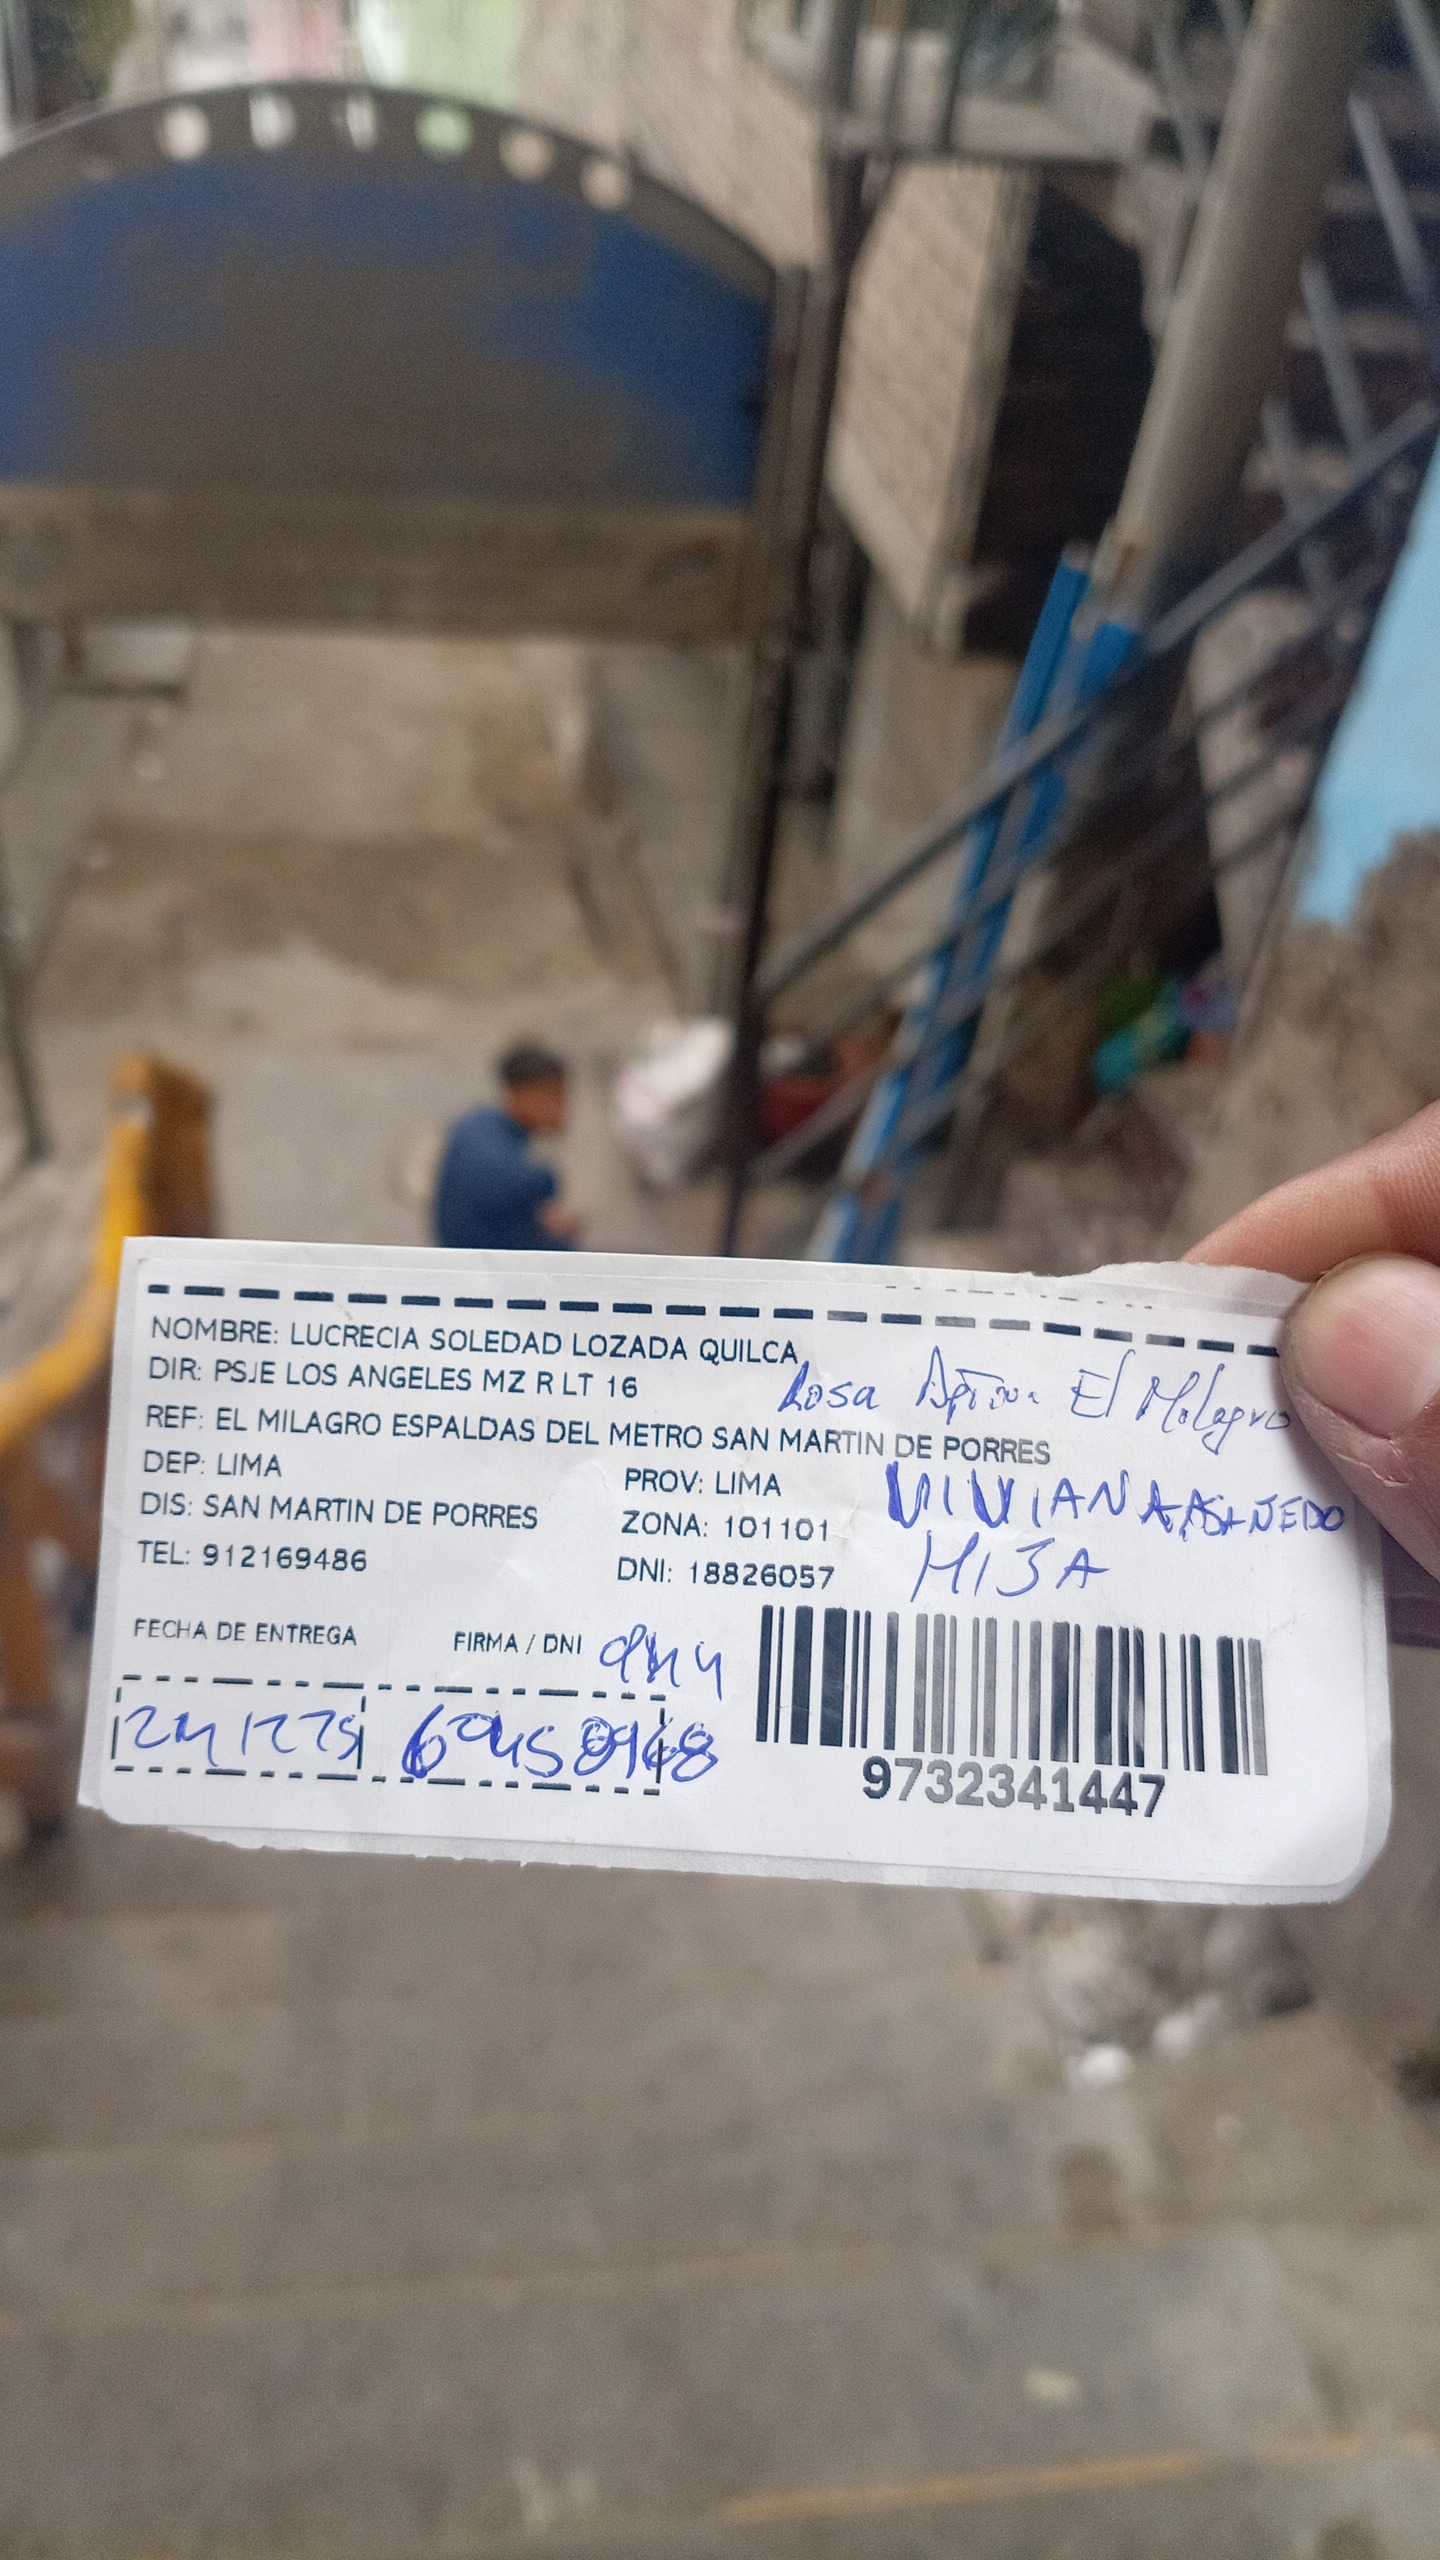 NOMBRE: LUCRECIA SOLEDAD LOZADA QUILCA
DIR: PSJE LOS ANGELES MZ R LT 16
Rosa El Milagro
REF: EL MILAGRO ESPALDAS DEL METRO SAN MARTIN DE PORRES
DEP: LIMA PROV: LIMA
VIVIANA
DIS: SAN MARTIN DE PORRES ZONA: 101101
HIJA
TEL: 912169486 DNI: 18826057
FECHA DE ENTREGA FIRMA / DNI
9732341447